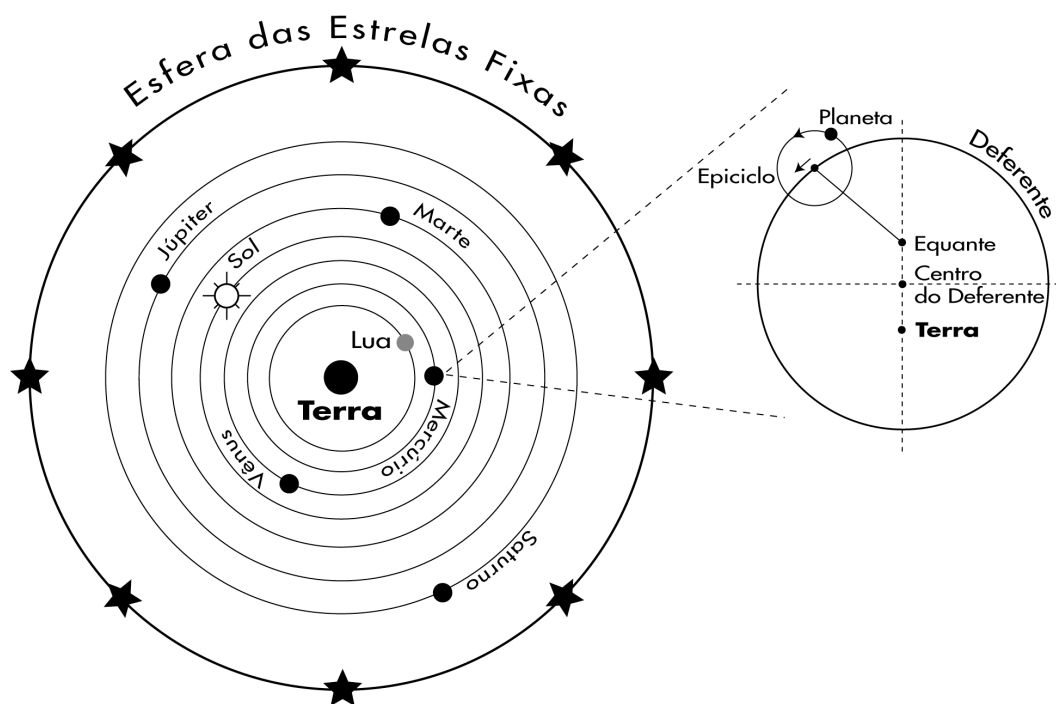 Esfera das Estrelas Fixas
Júpiter
Sol
Marte
Lua
Terra
Mercúrio
Vênus
Saturno
Planeta
Epiciclo
Deferente
Equante
Centro
do Deferente
Terra